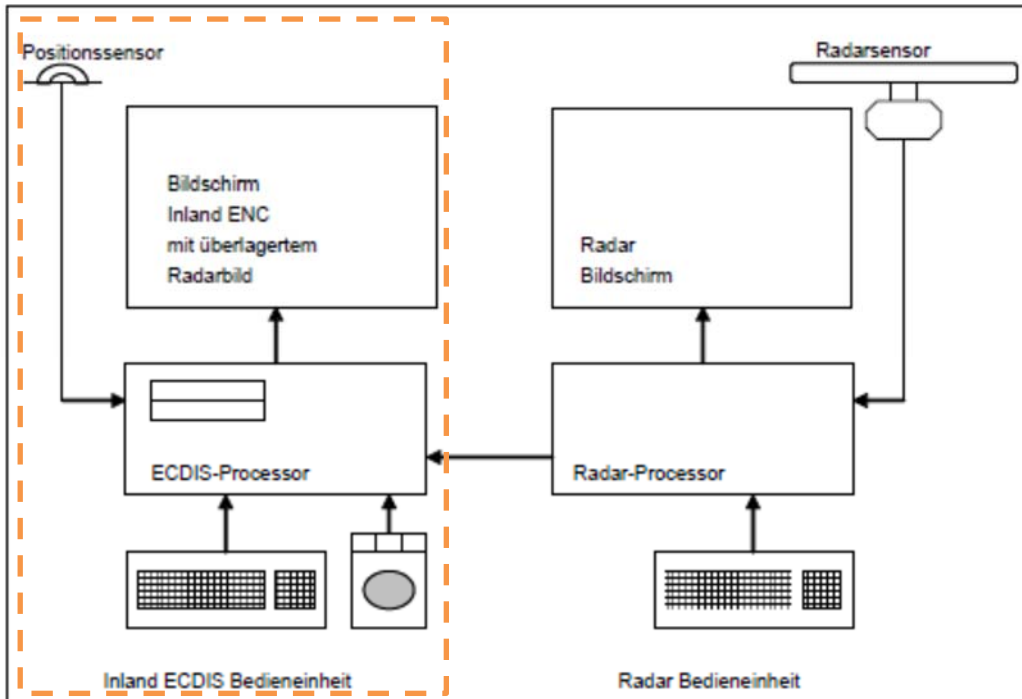 Positionssensor
Radarsensor
Bildschirm
Inland ENC
mit überlagertem
Radarbild
Radar
Bildschirm
ECDIS-Processor
Radar-Processor
Inland ECDIS Bedieneinheit
Radar Bedieneinheit